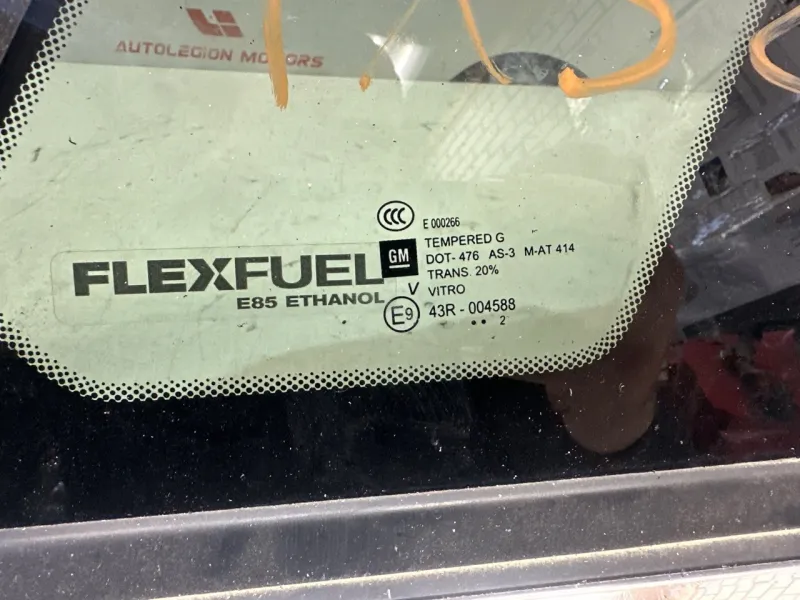 AUTOLEGION MOTORS
CCC
E 000266
GM
TEMPERED G
DOT- 476 AS-3 M-AT 414
TRANS. 20%
V VITRO
E9 43R - 004588
•• 2
FLEXFUEL
E85 ETHANOL